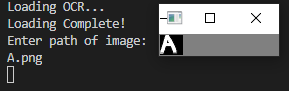 Loading OCR...
Loading Complete!
Enter path of image:
A.png
A